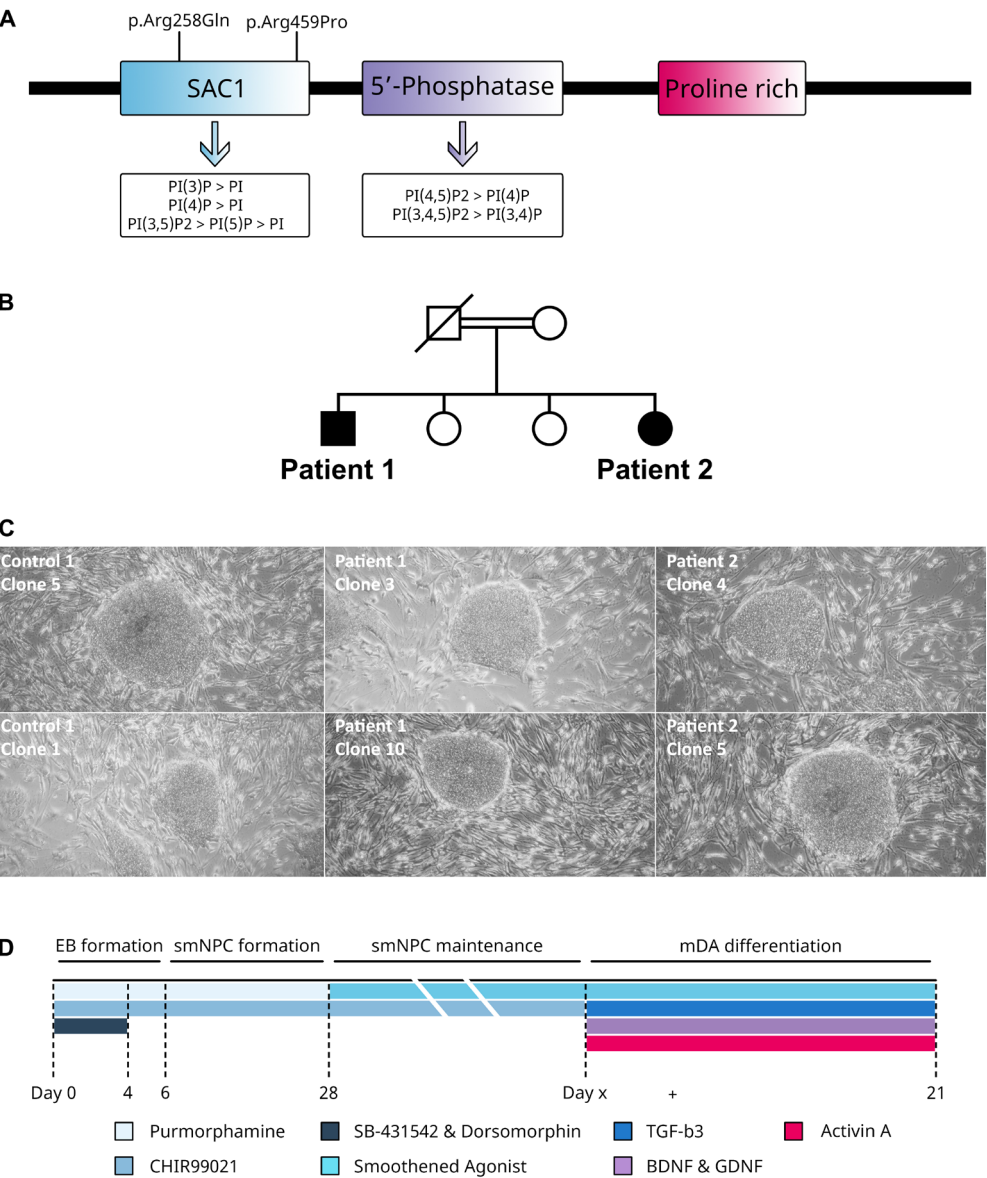 A
p.Arg258Gln p.Arg459Pro
SAC1
5′-Phosphatase
Proline rich
PI(3)P > PI
PI(4)P > PI
PI(3,5)P2 > PI(5)P > PI
PI(4,5)P2 > PI(4)P
PI(3,4,5)P2 > PI(3,4)P
B
Patient 1
Patient 2
C
Control 1
Clone 5
Patient 1
Clone 3
Patient 2
Clone 4
Control 1
Clone 1
Patient 1
Clone 10
Patient 2
Clone 5
D
EB formation smNPC formation smNPC maintenance mDA differentiation
Day 0 4 6 28 Day x + 21
Purmorphamine SB-431542 & Dorsomorphin TGF-b3 Activin A
CHIR99021 Smoothened Agonist BDNF & GDNF